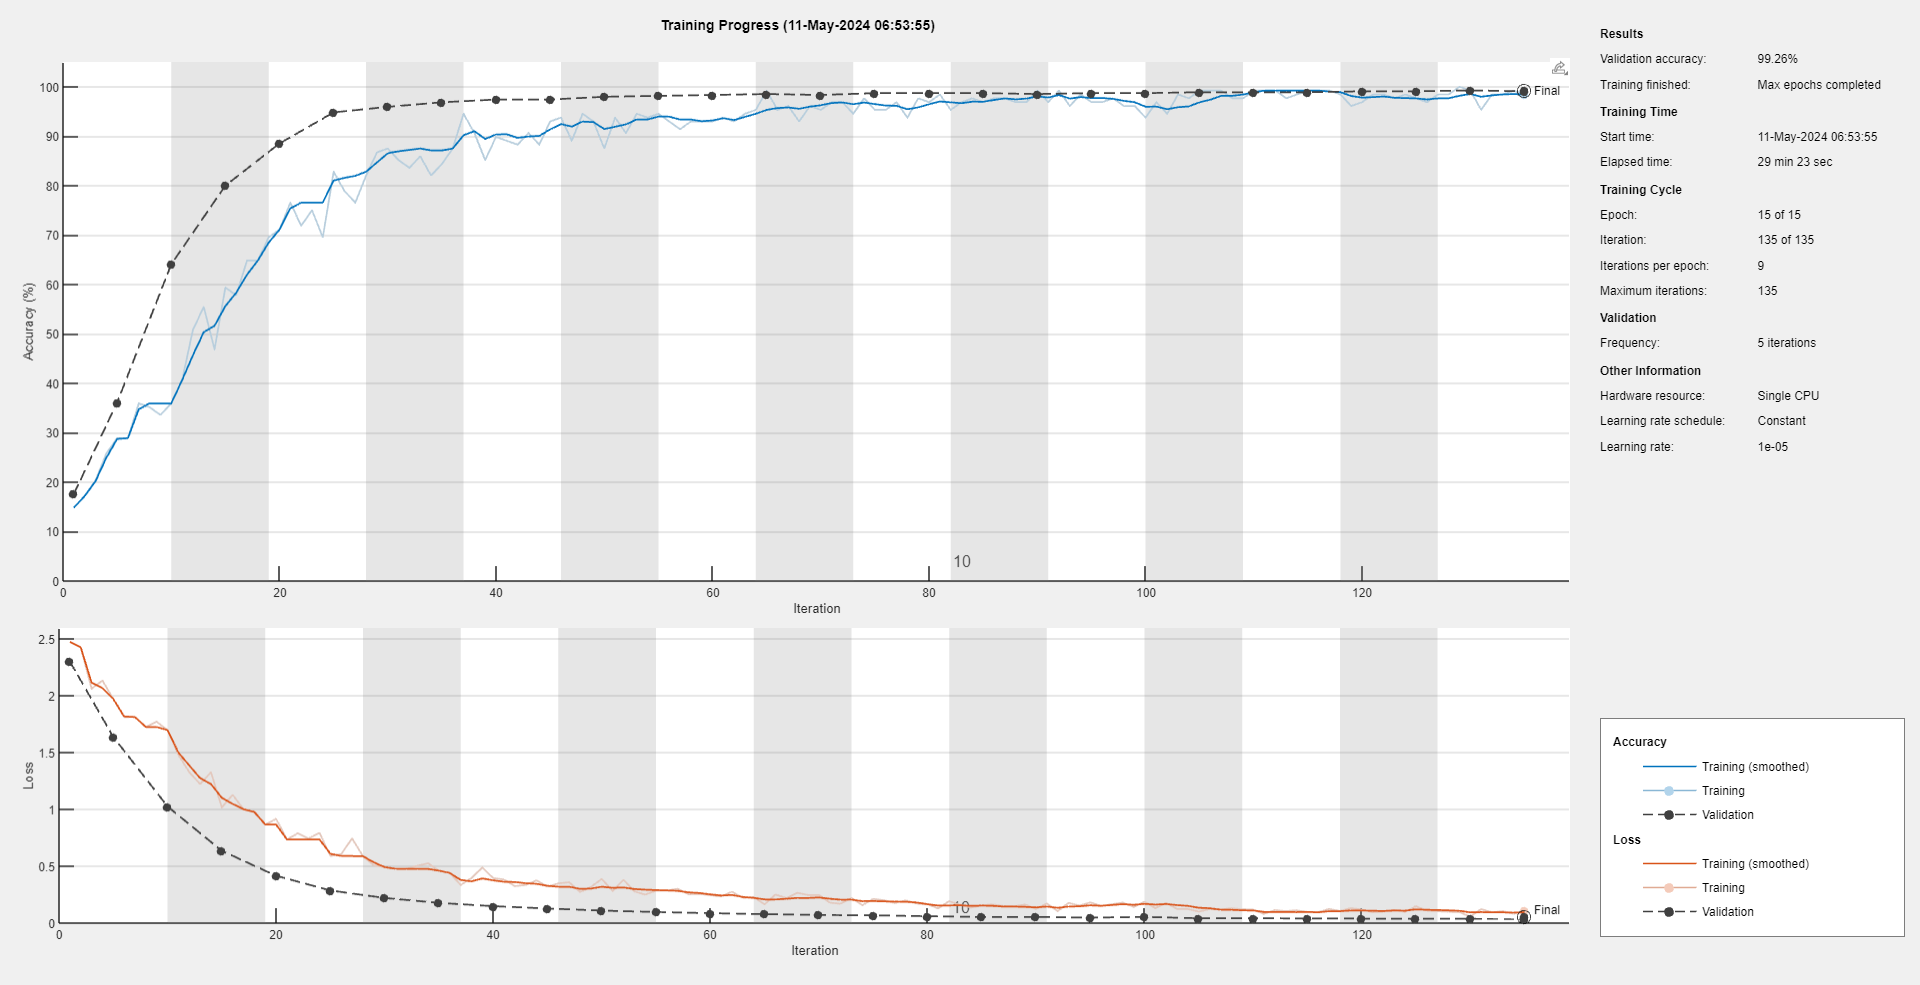 Training Progress (11-May-2024 06:53:55)
100
90
80
70
60
50
40
30
20
10
0
Accuracy (%)
Final
10
0 20 40 60 80 100 120
Iteration
2.5
2
1.5
1
0.5
0
Loss
Final
10
0 20 40 60 80 100 120
Iteration
Results
Validation accuracy: 99.26%
Training finished: Max epochs completed
Training Time
Start time: 11-May-2024 06:53:55
Elapsed time: 29 min 23 sec
Training Cycle
Epoch: 15 of 15
Iteration: 135 of 135
Iterations per epoch: 9
Maximum iterations: 135
Validation
Frequency: 5 iterations
Other Information
Hardware resource: Single CPU
Learning rate schedule: Constant
Learning rate: 1e-05
Accuracy
Training (smoothed)
Training
Validation
Loss
Training (smoothed)
Training
Validation